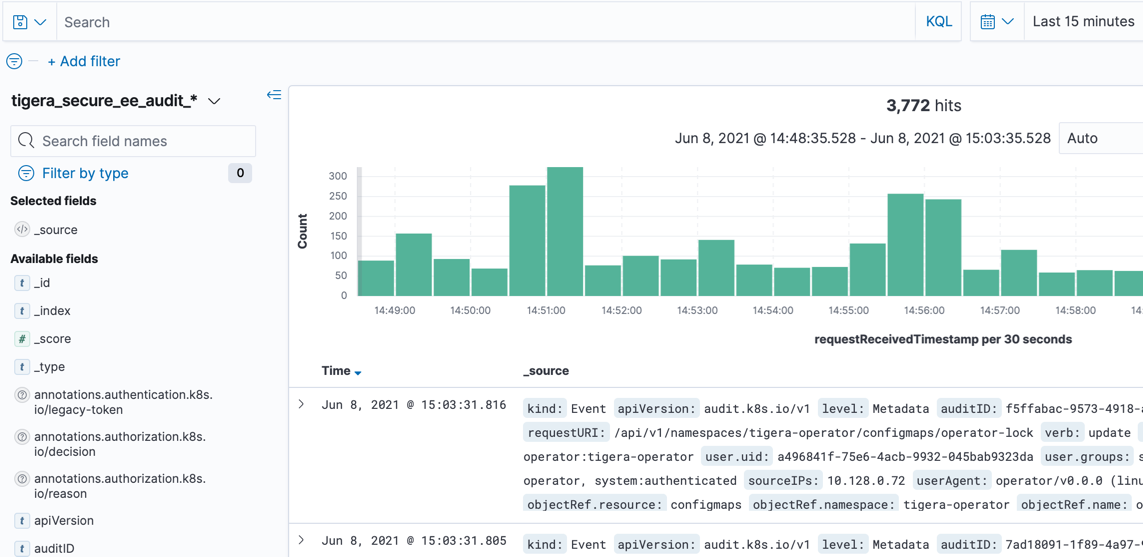 Search KQL Last 15 minutes
+ Add filter
tigera_secure_ee_audit_*
Search field names
Filter by type 0
Selected fields
_source
Available fields
t _id
t _index
# _score
t _type
annotations.authentication.k8s.
io/legacy-token
annotations.authorization.k8s.
io/decision
annotations.authorization.k8s.
io/reason
t apiVersion
t auditID
3,772 hits
Jun 8, 2021 @ 14:48:35.528 - Jun 8, 2021 @ 15:03:35.528 Auto
Count
300
250
200
150
100
50
0
14:49:00 14:50:00 14:51:00 14:52:00 14:53:00 14:54:00 14:55:00 14:56:00 14:57:00 14:58:00
requestReceivedTimestamp per 30 seconds
Time _source
Jun 8, 2021 @ 15:03:31.816 kind: Event apiVersion: audit.k8s.io/v1 level: Metadata auditID: f5ffabac-9573-4918-
requestURI: /api/v1/namespaces/tigera-operator/configmaps/operator-lock verb: update
operator:tigera-operator user.uid: a496841f-75e6-4acb-9932-045bab9323da user.groups:
operator, system:authenticated sourceIPs: 10.128.0.72 userAgent: operator/v0.0.0
objectRef.resource: configmaps objectRef.namespace: tigera-operator objectRef.name:
Jun 8, 2021 @ 15:03:31.805 kind: Event apiVersion: audit.k8s.io/v1 level: Metadata auditID: 7ad18091-1f89-4a97-